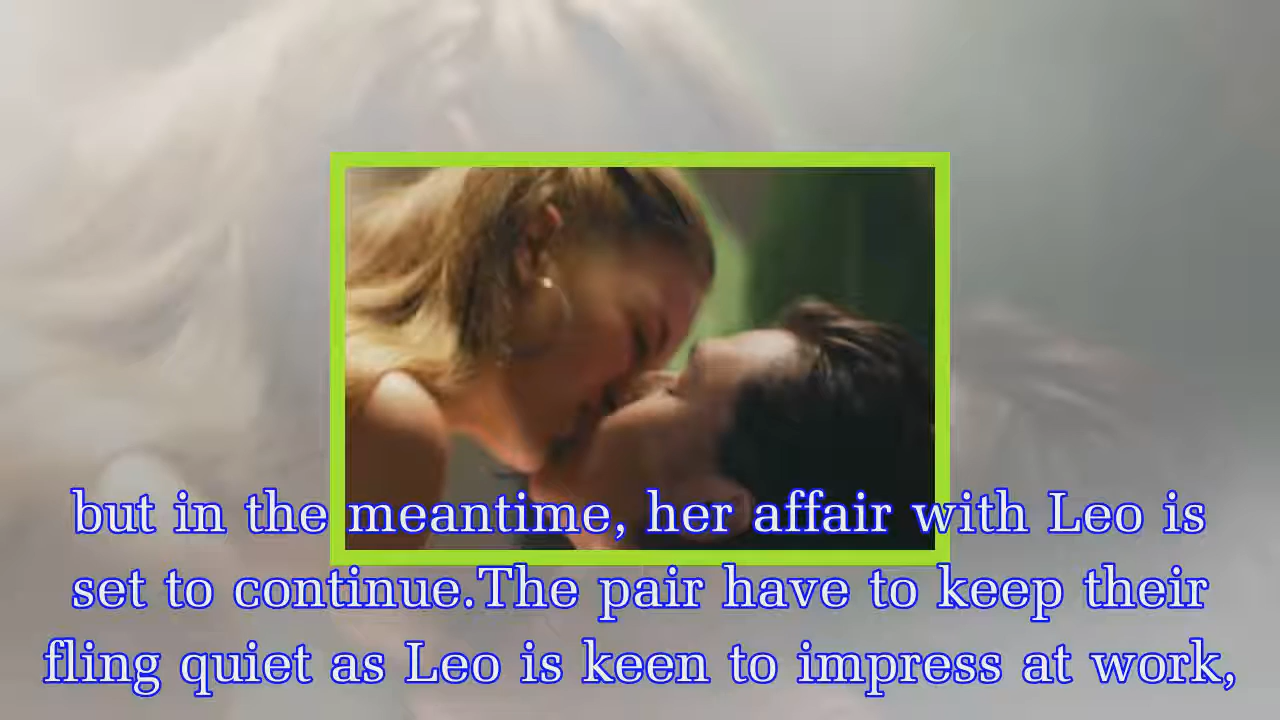 but in the meantime, her affair with Leo is
set to continue.The pair have to keep their
fling quiet as Leo is keen to impress at work,